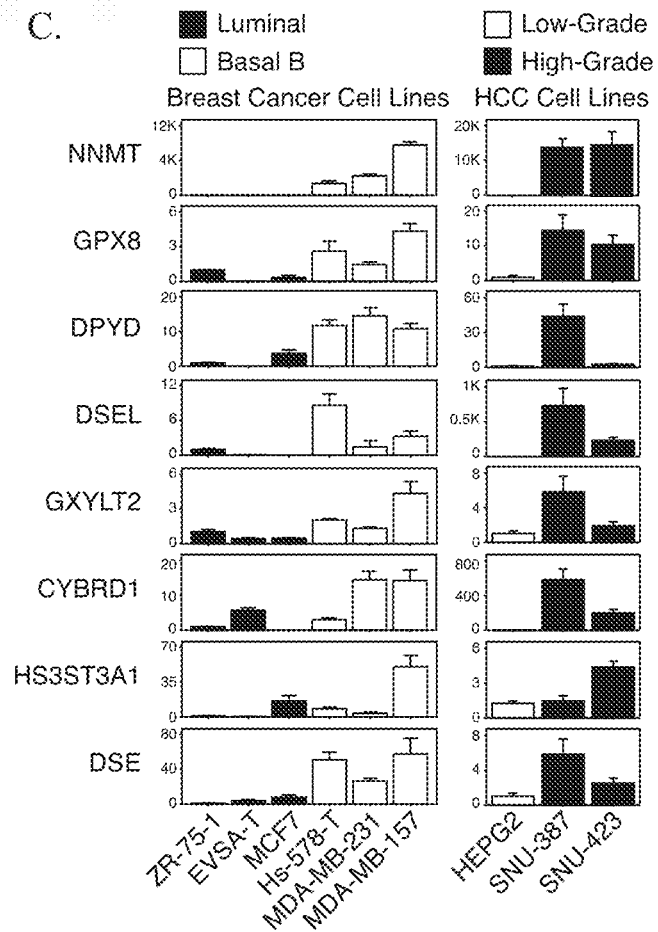 C.
Luminal
Basal B
Low-Grade
High-Grade
Breast Cancer Cell Lines
HCC Cell Lines
NNMT
12K
4K
0
20K
10K
0
GPX8
6
3
0
20
10
0
DPYD
20
10
0
60
30
0
DSEL
12
6
0
1K
0.5K
0
GXYLT2
6
3
0
8
4
0
CYBRD1
20
10
0
800
400
0
HS3ST3A1
70
35
0
6
3
0
DSE
80
40
0
8
4
0
ZR-75-1
EVSA-T
MCF7
Hs-578-T
MDA-MB-231
MDA-MB-157
HEPG2
SNU-387
SNU-423